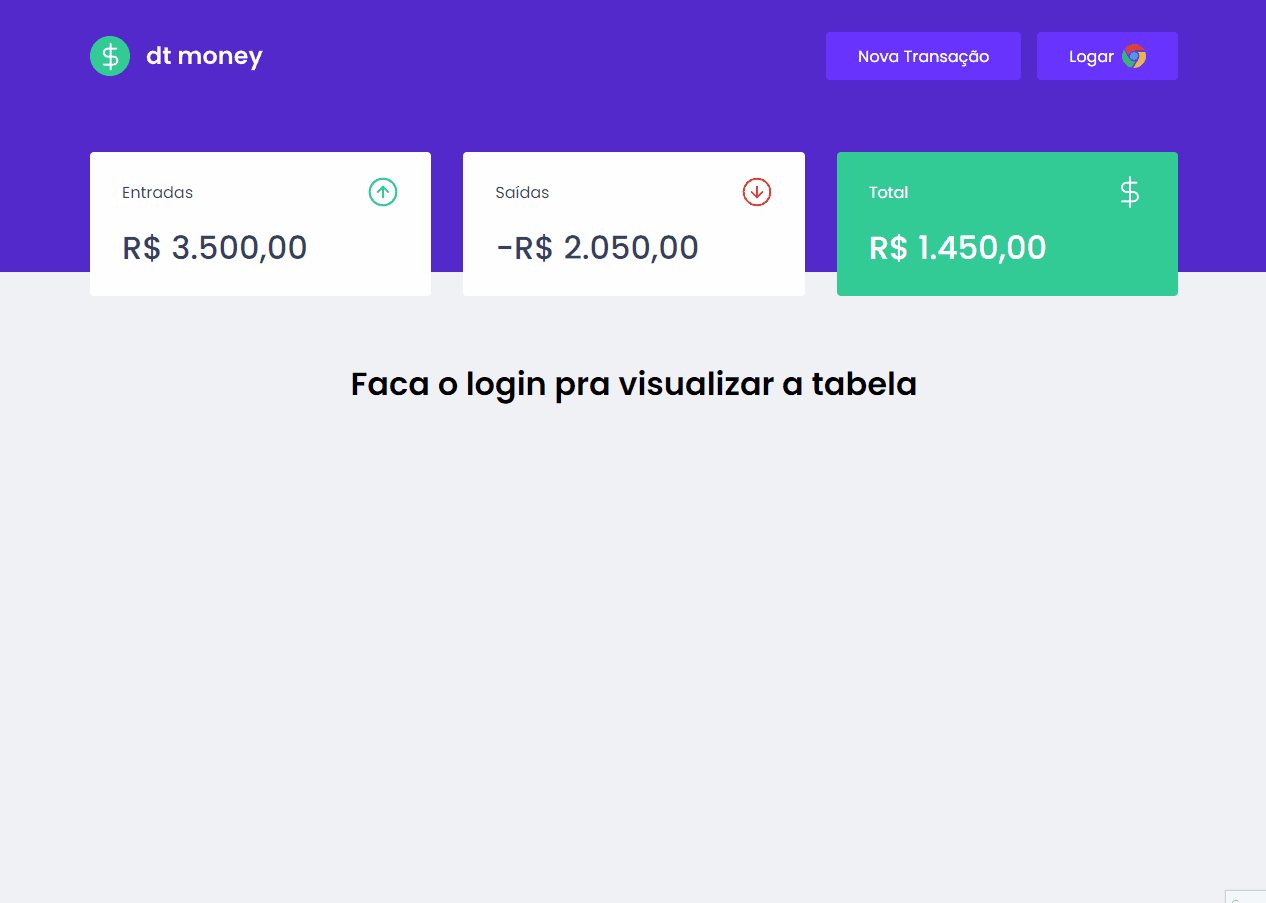 dt money
Nova Transação
Logar
Entradas
R$ 3.500,00
Saídas
-R$ 2.050,00
Total
R$ 1.450,00
Faca o login pra visualizar a tabela